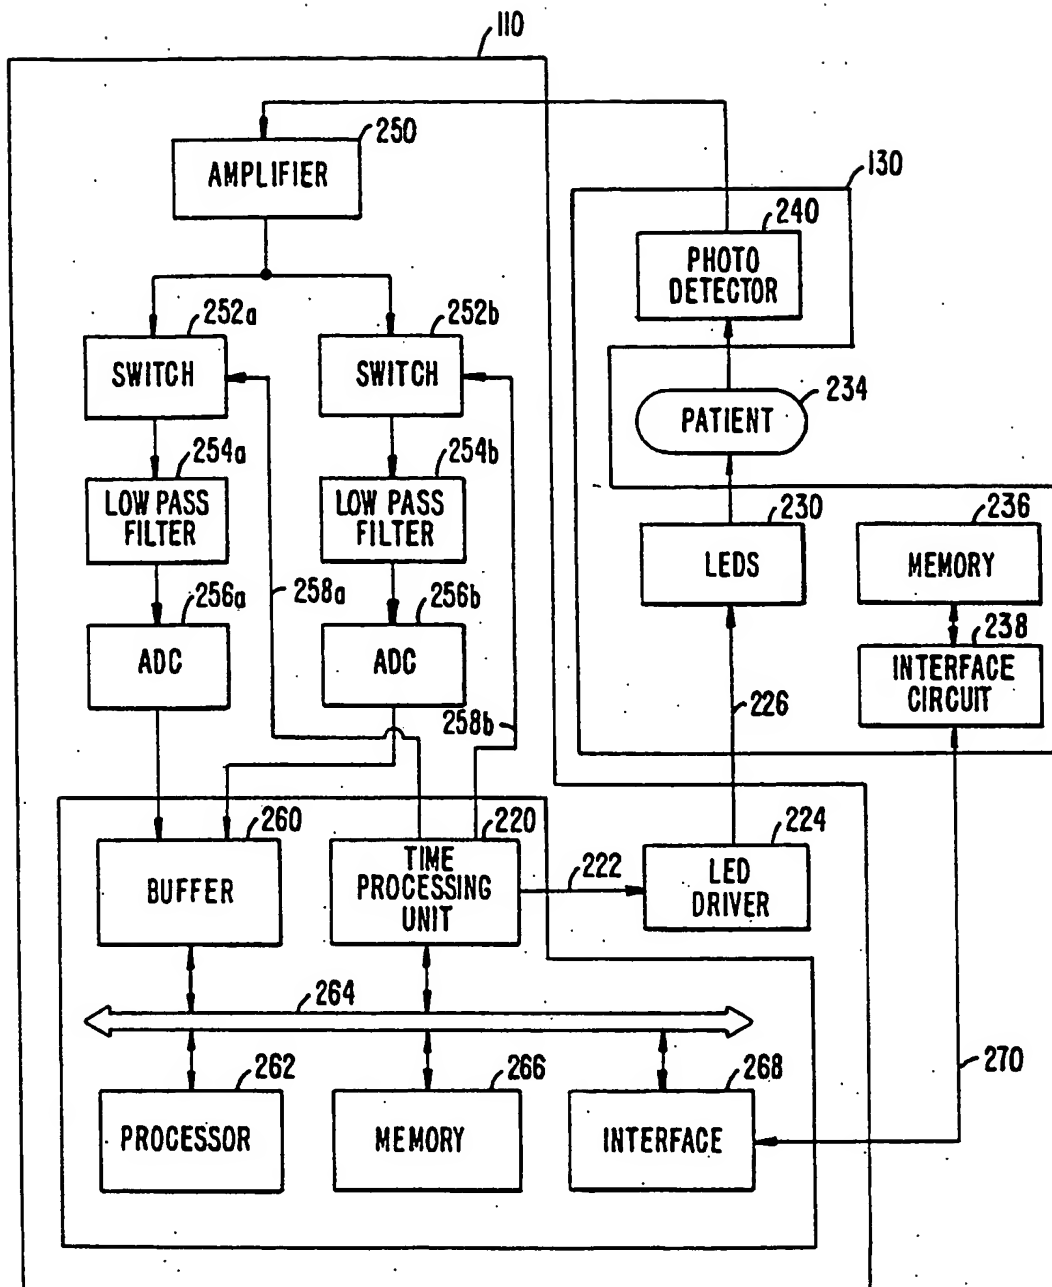 110
250
AMPLIFIER
130
240
PHOTO
DETECTOR
252a
SWITCH
252b
SWITCH
234
PATIENT
254a
LOW PASS
FILTER
254b
LOW PASS
FILTER
230
LEDS
236
MEMORY
256a
ADC
258a
256b
ADC
258b
238
INTERFACE
CIRCUIT
226
260
BUFFER
220
TIME
PROCESSING
UNIT
222
224
LED
DRIVER
264
262
PROCESSOR
266
MEMORY
268
INTERFACE
270